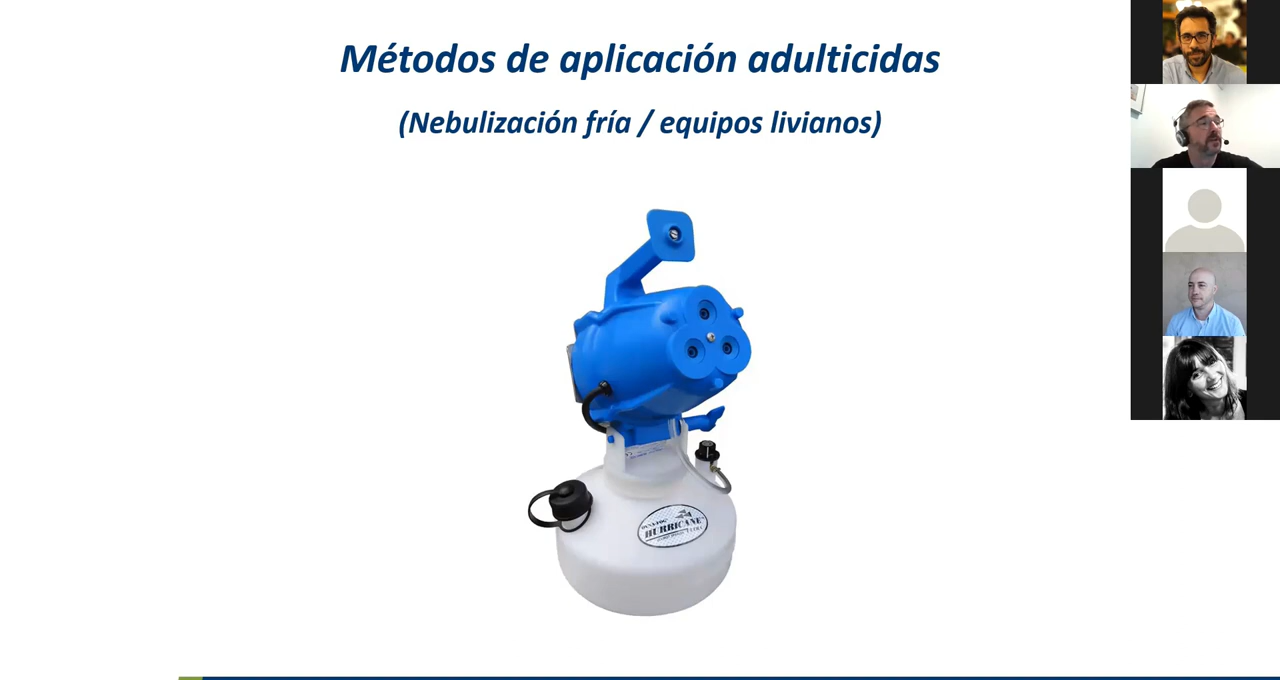 Métodos de aplicación adulticidas
(Nebulización fría / equipos livianos)
HURRICANE